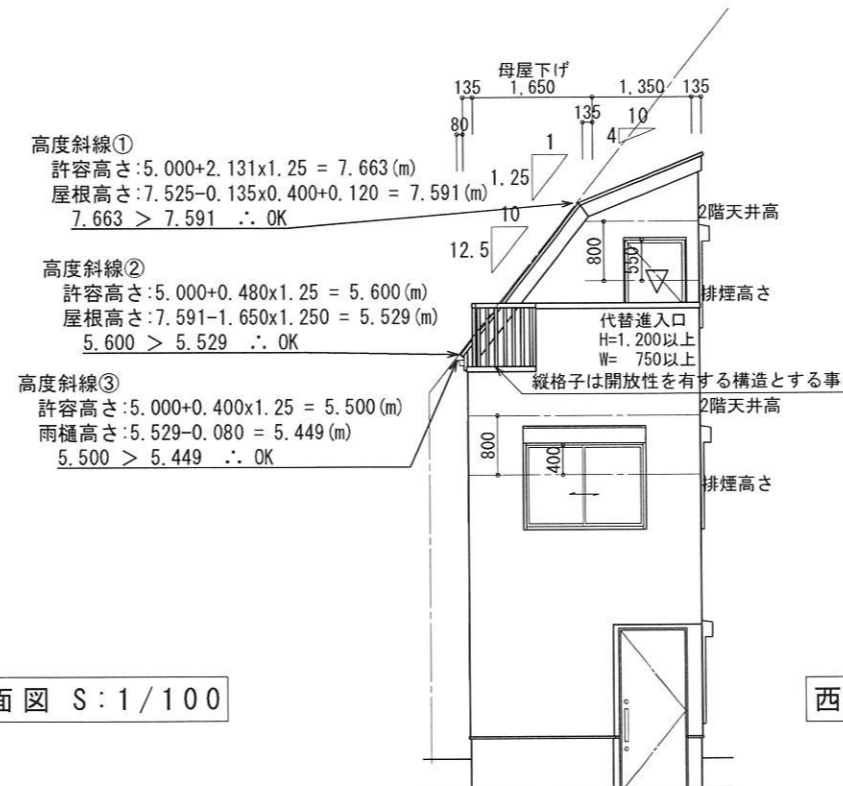 母屋下げ
135 1,650 1,350 135
80
135
10
4
1
1.25
10
12.5
高度斜線①
許容高さ:5.000+2.131x1.25 = 7.663(m)
屋根高さ:7.525-0.135x0.400+0.120 = 7.591(m)
7.663 > 7.591 ∴ OK
高度斜線②
許容高さ:5.000+0.480x1.25 = 5.600(m)
屋根高さ:7.591-1.650x1.250 = 5.529(m)
5.600 > 5.529 ∴ OK
高度斜線③
許容高さ:5.000+0.400x1.25 = 5.500(m)
雨樋高さ:5.529-0.080 = 5.449(m)
5.500 > 5.449 ∴ OK
2階天井高
800
550
排煙高さ
代替進入口
H=1.200以上
W= 750以上
縦格子は開放性を有する構造とする事
2階天井高
800
400
排煙高さ
面図 S:1/100
西